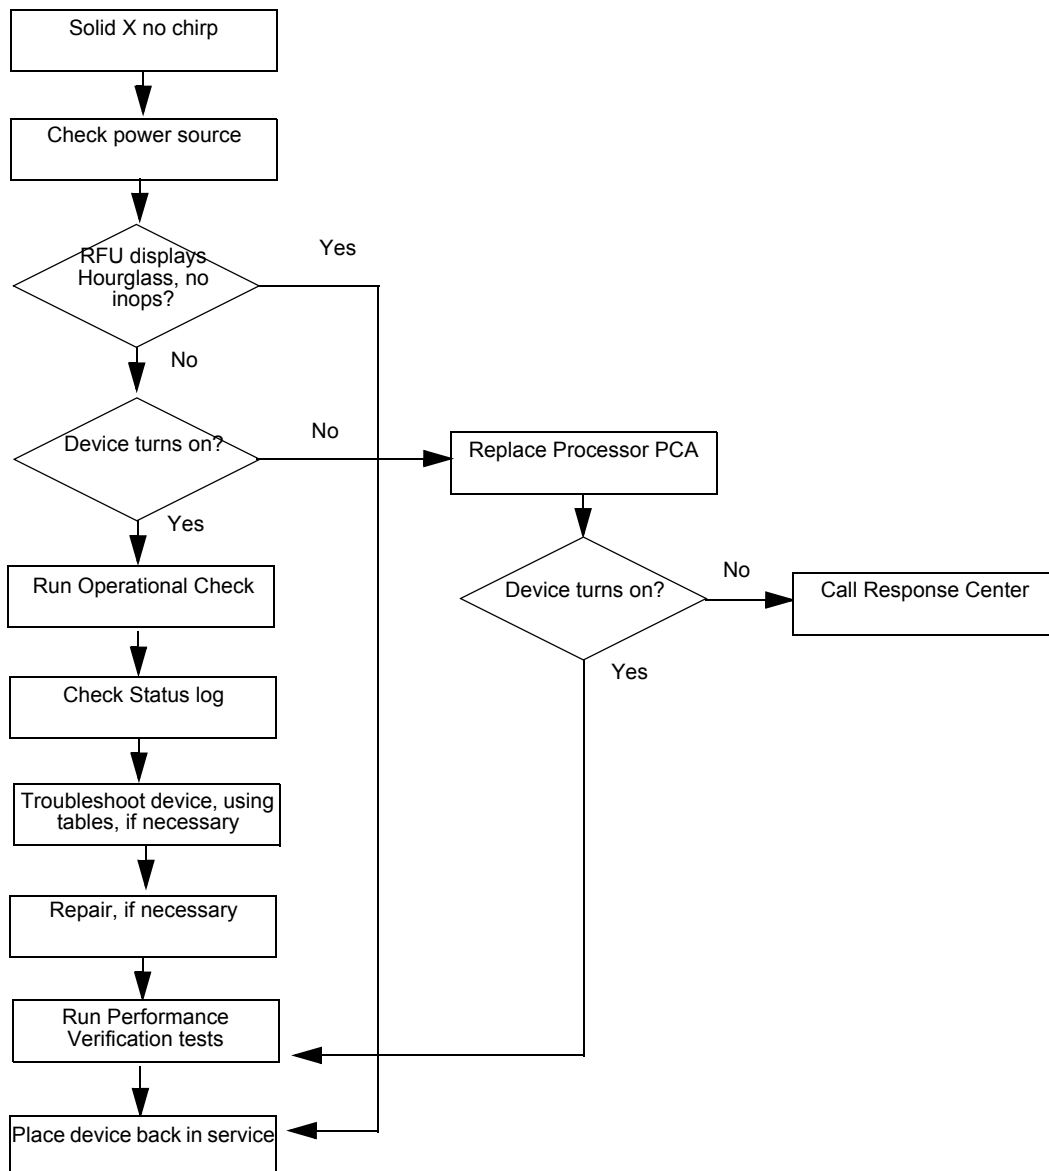 Solid X no chirp
Check power source
RFU displays
Hourglass, no
inops?
Yes
No
Device turns on?
No
Replace Processor PCA
Yes
Device turns on?
No
Call Response Center
Yes
Run Operational Check
Check Status log
Troubleshoot device, using
tables, if necessary
Repair, if necessary
Run Performance
Verification tests
Place device back in service